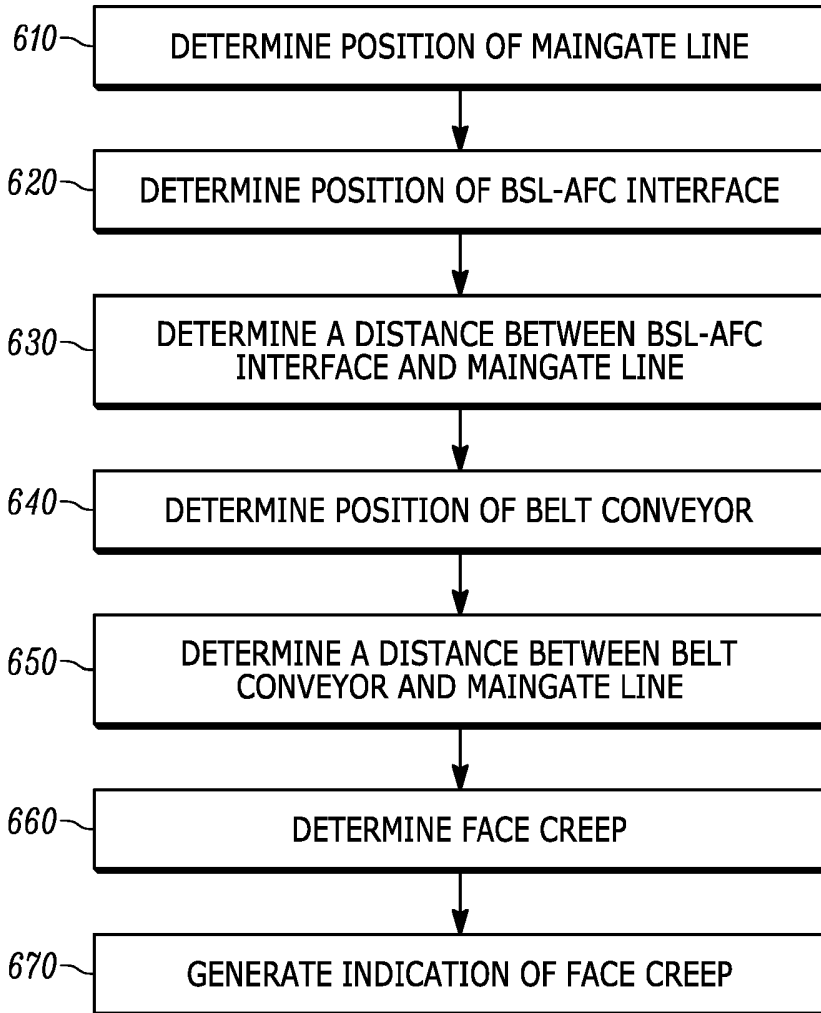 610
DETERMINE POSITION OF MAINGATE LINE
620
DETERMINE POSITION OF BSL-AFC INTERFACE
630
DETERMINE A DISTANCE BETWEEN BSL-AFC
INTERFACE AND MAINGATE LINE
640
DETERMINE POSITION OF BELT CONVEYOR
650
DETERMINE A DISTANCE BETWEEN BELT
CONVEYOR AND MAINGATE LINE
660
DETERMINE FACE CREEP
670
GENERATE INDICATION OF FACE CREEP